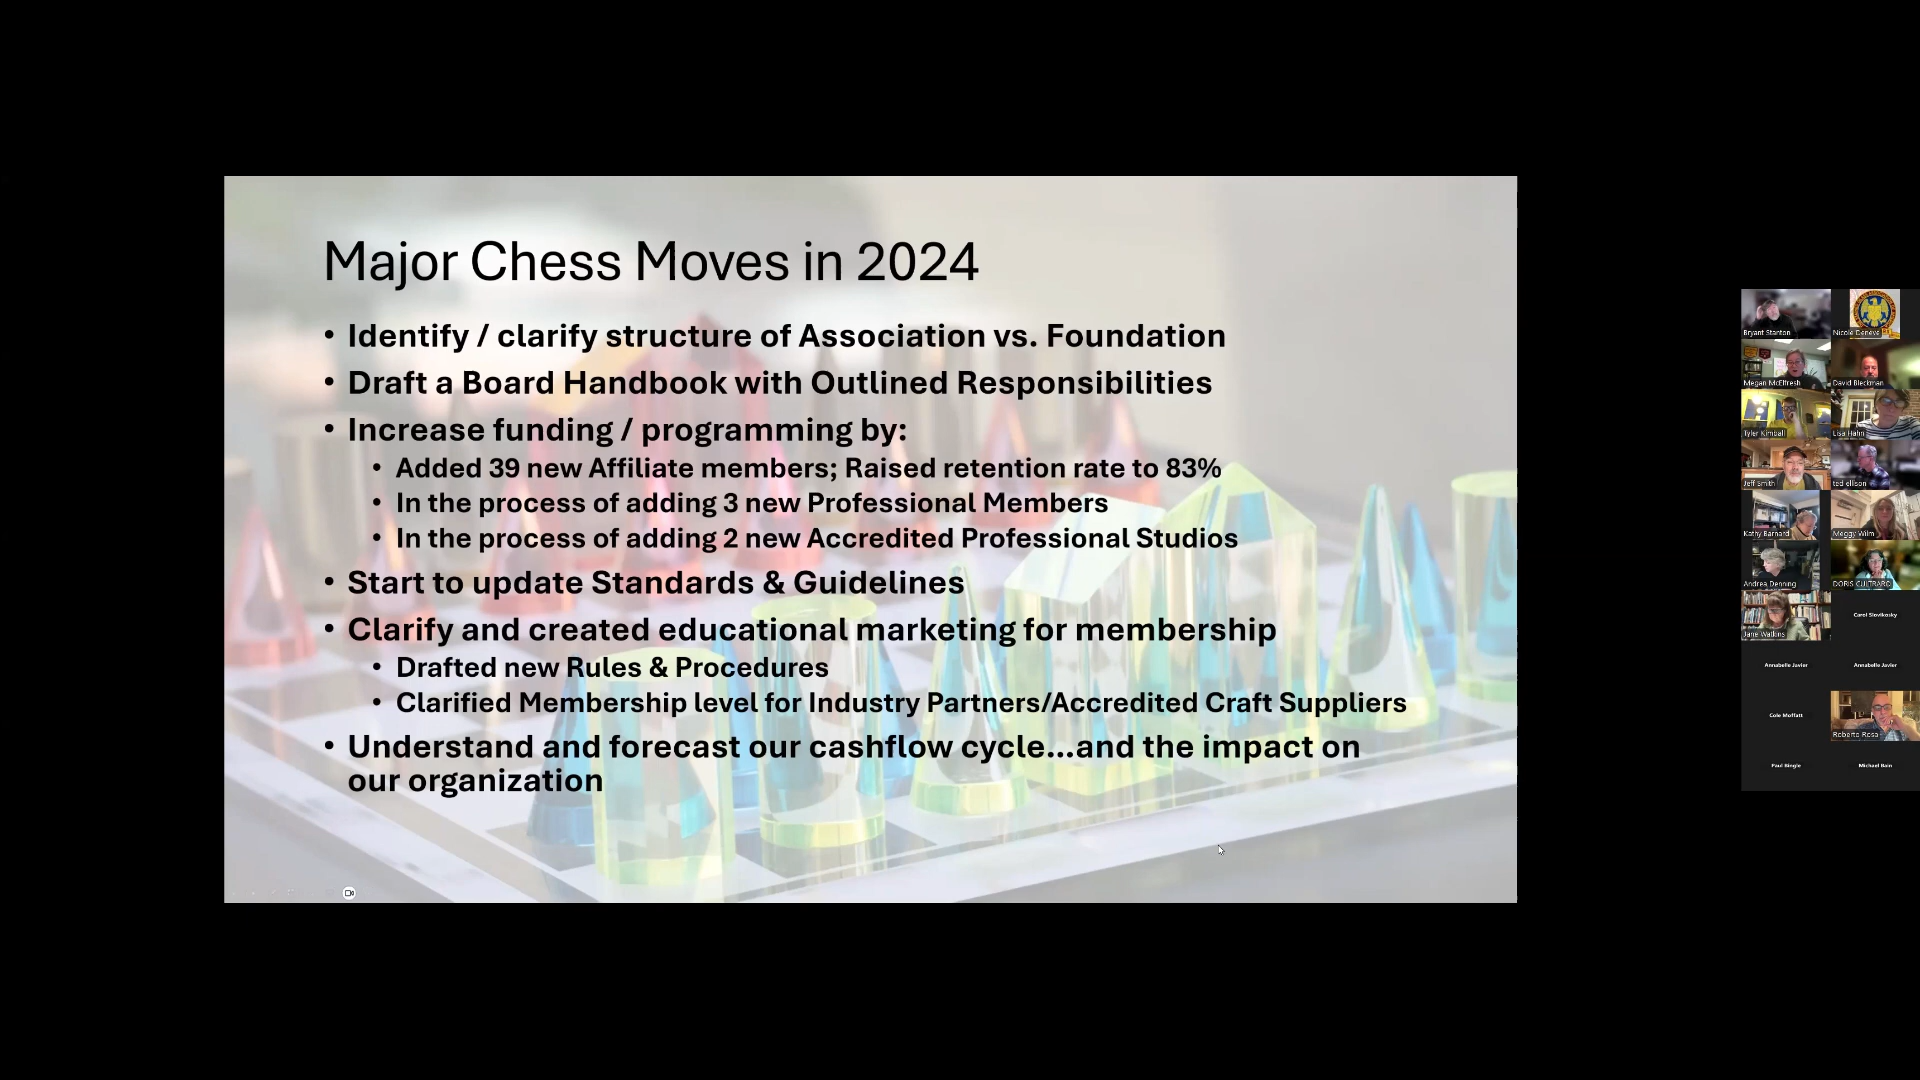 Major Chess Moves in 2024
• Identify / clarify structure of Association vs. Foundation
• Draft a Board Handbook with Outlined Responsibilities
• Increase funding / programming by:
• Added 39 new Affiliate members; Raised retention rate to 83%
• In the process of adding 3 new Professional Members
• In the process of adding 2 new Accredited Professional Studios
• Start to update Standards & Guidelines
• Clarify and created educational marketing for membership
• Drafted new Rules & Procedures
• Clarified Membership level for Industry Partners/Accredited Craft Suppliers
• Understand and forecast our cashflow cycle...and the impact on
our organization
Bryant Stanton
Nicole Deneve
Megan McElfresh
David Bleckman
Tyler Kimball
Lisa Hahn
Jeff Smith
ted ellison
Kathy Barnard
Meggy Wilm
Andrea Denning
DORIS CULTRARO
Jane Watkins
Carol Slovikosky
Annabelle Javier
Annabelle Javier
Cole Moffatt
Roberto Rosa
Paul Bingle
Michael Bain